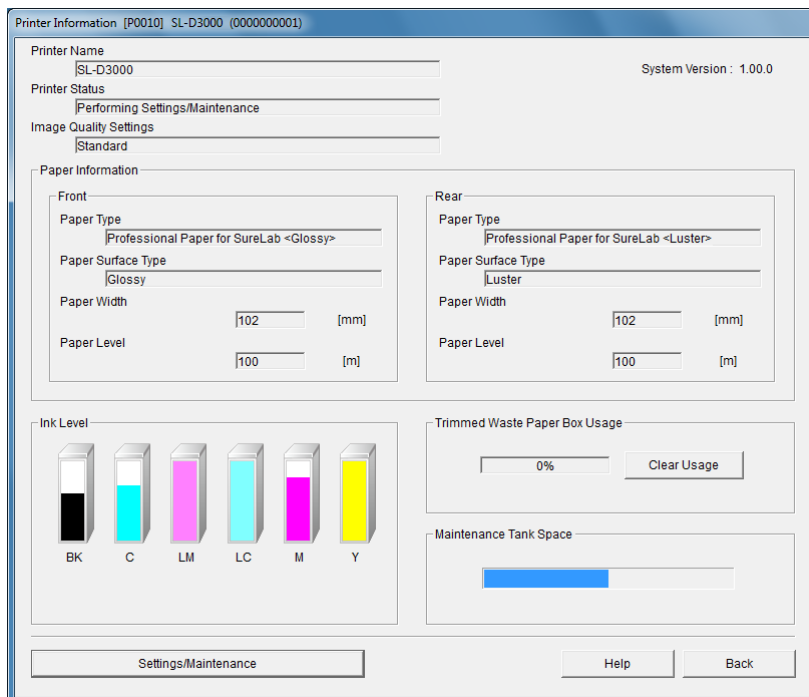 Printer Information [P0010] SL-D3000 (0000000001)
Printer Name
SL-D3000
System Version : 1.00.0
Printer Status
Performing Settings/Maintenance
Image Quality Settings
Standard
Paper Information
Front
Paper Type
Professional Paper for SureLab <Glossy>
Paper Surface Type
Glossy
Paper Width
102 [mm]
Paper Level
100 [m]
Rear
Paper Type
Professional Paper for SureLab <Luster>
Paper Surface Type
Luster
Paper Width
102 [mm]
Paper Level
100 [m]
Ink Level
BK C LM LC M Y
Trimmed Waste Paper Box Usage
0% Clear Usage
Maintenance Tank Space
Settings/Maintenance Help Back